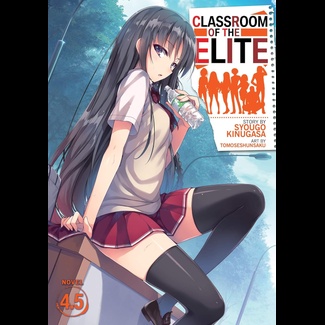 CLASSROOM
OF THE
ELITE
STORY BY
SYOUGO
KINUGASA
ART BY
TOMOSESHUNSAKU
NOVEL
4.5